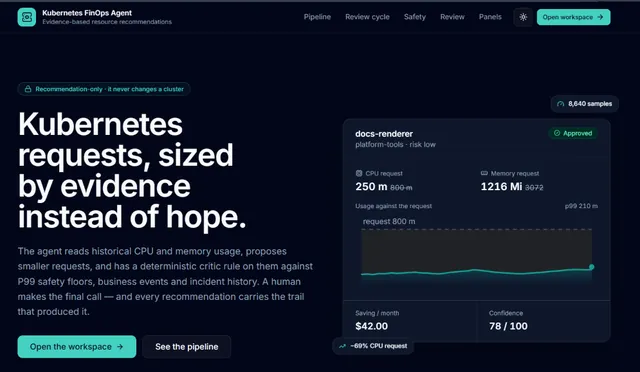 Kubernetes FinOps Agent
Evidence-based resource recommendations
Pipeline
Review cycle
Safety
Review
Panels
Open workspace →
Recommendation-only · it never changes a cluster
Kubernetes
requests, sized
by evidence
instead of hope.
The agent reads historical CPU and memory usage, proposes
smaller requests, and has a deterministic critic rule on them against
P99 safety floors, business events and incident history. A human
makes the final call — and every recommendation carries the trail
that produced it.
Open the workspace →
See the pipeline
8,640 samples
docs-renderer
platform-tools · risk low
Approved
CPU request
250 m 800 m
Memory request
1216 Mi 3072
Usage against the request
p99 210 m
request 800 m
Saving / month
$42.00
Confidence
78 / 100
−69% CPU request